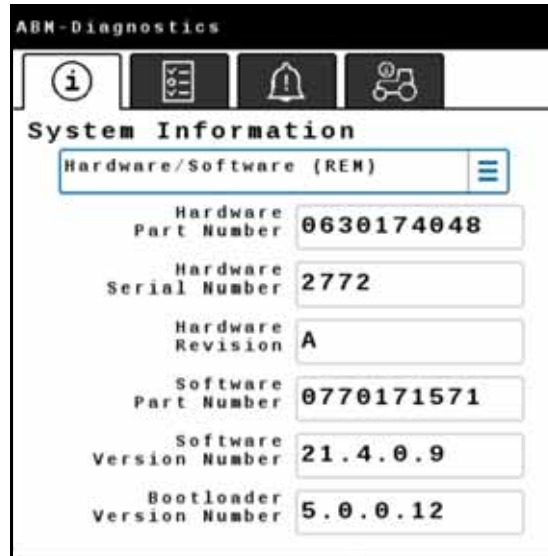 ABM-Diagnostics
System Information
Hardware/Software (REM)
Hardware
Part Number
0630174048
Hardware
Serial Number
2772
Hardware
Revision
A
Software
Part Number
0770171571
Software
Version Number
21.4.0.9
Bootloader
Version Number
5.0.0.12